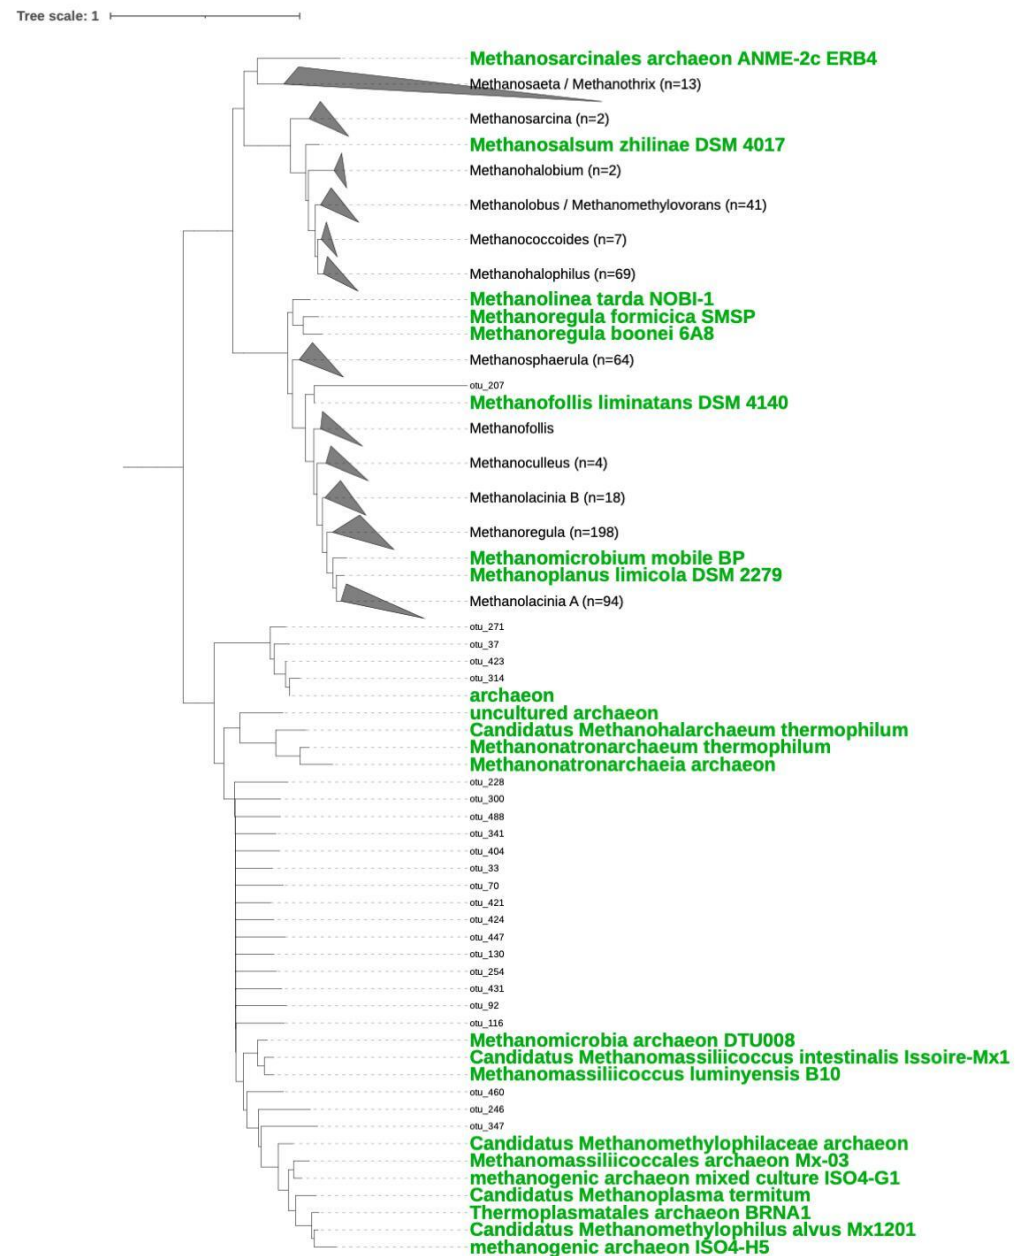 Tree scale: 1
Methanosarcinales archaeon ANME-2c ERB4
Methanosaeta / Methanothrix (n=13)
Methanosarcina (n=2)
Methanosalsum zhilinae DSM 4017
Methanohalobium (n=2)
Methanolobus / Methanomethylovorans (n=41)
Methanococcoides (n=7)
Methanohalophilus (n=69)
Methanolinea tarda NOBI-1
Methanoregula formicica SMSP
Methanoregula boonei 6A8
Methanosphaerula (n=64)
otu_207
Methanofollis liminatans DSM 4140
Methanofollis
Methanoculleus (n=4)
Methanolacinia B (n=18)
Methanoregula (n=198)
Methanomicrobium mobile BP
Methanoplanus limicola DSM 2279
Methanolacinia A (n=94)
otu_271
otu_37
otu_423
otu_314
archaeon
uncultured archaeon
Candidatus Methanohalarchaeum thermophilum
Methanonatronarchaeum thermophilum
Methanonatronarchaeia archaeon
otu_228
otu_300
otu_488
otu_341
otu_404
otu_33
otu_70
otu_421
otu_424
otu_447
otu_130
otu_254
otu_431
otu_92
otu_116
Methanomicrobia archaeon DTU008
Candidatus Methanomassiliicoccus intestinalis Issoire-Mx1
Methanomassiliicoccus luminyensis B10
otu_460
otu_246
otu_347
Candidatus Methanomethylophilaceae archaeon
Methanomassiliicoccales archaeon Mx-03
methanogenic archaeon mixed culture ISO4-G1
Candidatus Methanoplasma termitum
Thermoplasmatales archaeon BRNA1
Candidatus Methanomethylophilus alvus Mx1201
methanogenic archaeon ISO4-H5